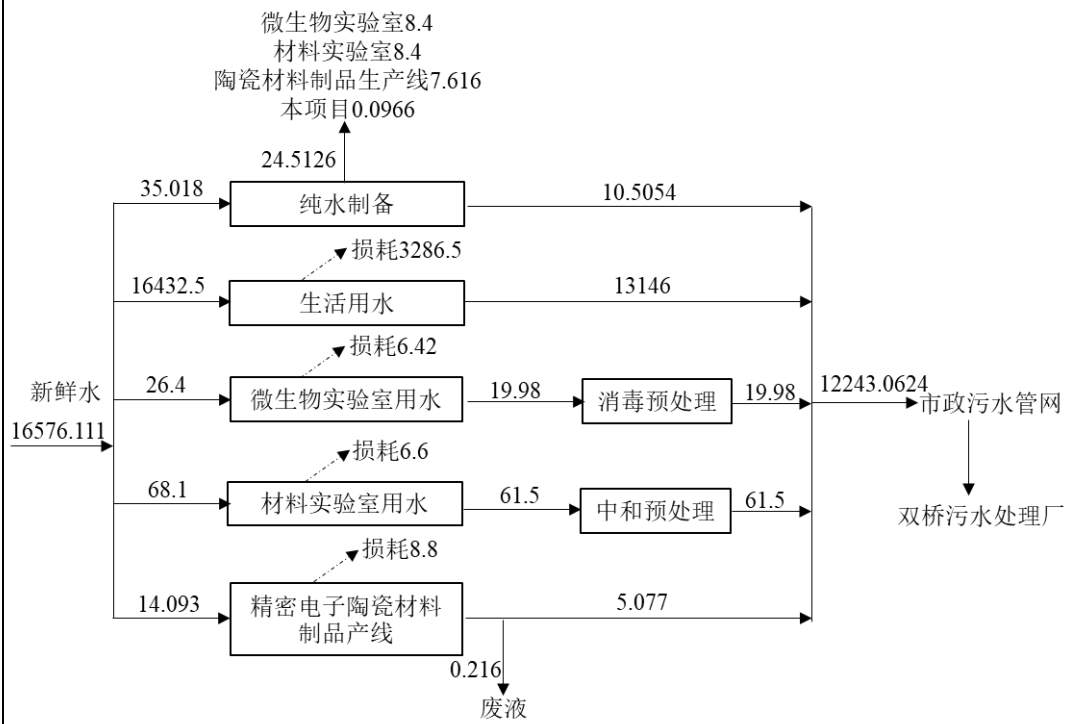 微生物实验室8.4
材料实验室8.4
陶瓷材料制品生产线7.616
本项目0.0966
24.5126
35.018
纯水制备
10.5054
损耗3286.5
16432.5
生活用水
13146
损耗6.42
新鲜水
26.4
微生物实验室用水
19.98
消毒预处理
19.98
12243.0624
市政污水管网
16576.111
损耗6.6
68.1
材料实验室用水
61.5
中和预处理
61.5
双桥污水处理厂
损耗8.8
14.093
精密电子陶瓷材料
制品产线
5.077
0.216
废液